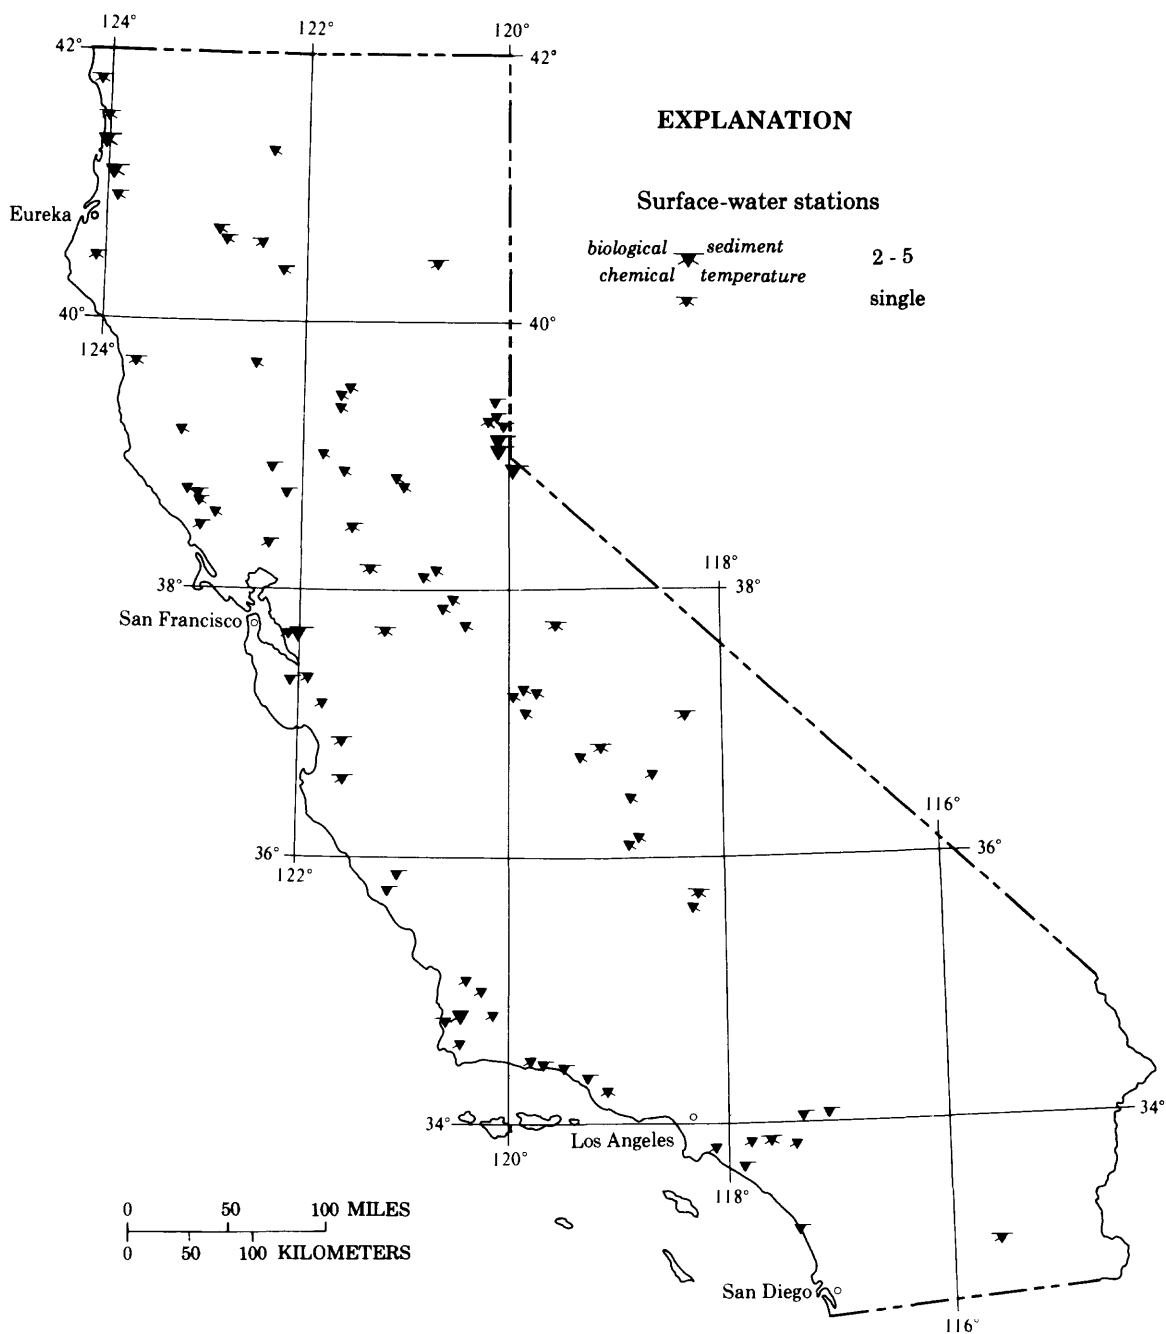 124° 122° 120°
42° 42°
EXPLANATION
Surface-water stations
biological sediment 2 - 5
chemical temperature
single
Eureka
40° 40°
124°
118°
38° 38°
San Francisco
116°
36° 36°
122°
34° 34°
Los Angeles
120°
118°
0 50 100 MILES
0 50 100 KILOMETERS
San Diego
116°